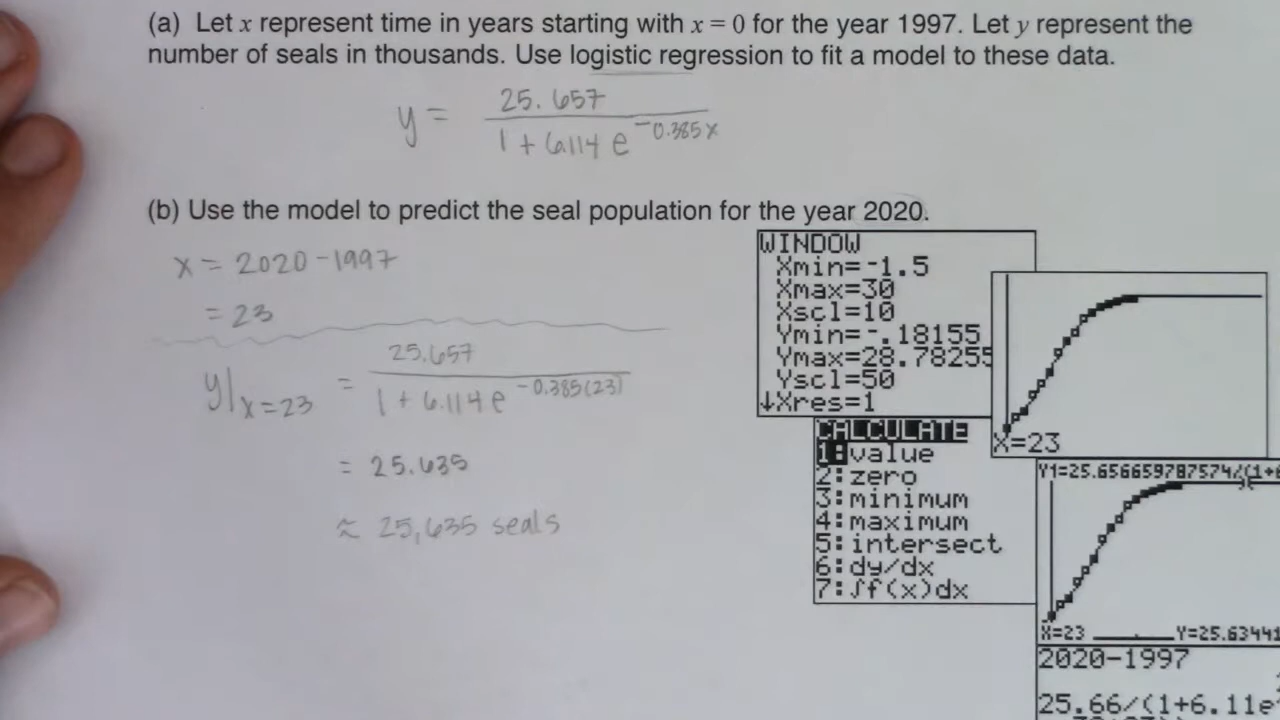 (a) Let x represent time in years starting with x = 0 for the year 1997. Let y represent the
number of seals in thousands. Use logistic regression to fit a model to these data.
y = 25.657 / 1 + 6.114 e^-0.385x
(b) Use the model to predict the seal population for the year 2020.
x = 2020 - 1997
= 23
y|x=23 = 25.657 / 1 + 6.114 e^-0.385(23)
= 25.635
≈ 25,635 seals
WINDOW
Xmin=-1.5
Xmax=30
Xscl=10
Ymin=-.18155
Ymax=28.78255
Yscl=50
↓Xres=1
X=23
CALCULATE
1:value
2:zero
3:minimum
4:maximum
5:intersect
6:dy/dx
7:∫f(x)dx
Y1=25.656659787574/(1+6
X=23 Y=25.63441
2020-1997
25.66/(1+6.11e